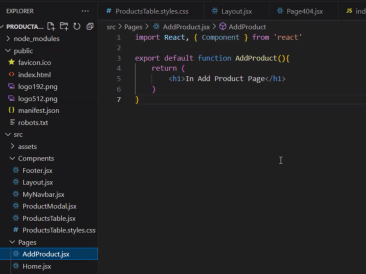 EXPLORER
PRODUCTA...
node_modules
public
favicon.ico
index.html
logo192.png
logo512.png
manifest.json
robots.txt
src
assets
Compnents
Footer.jsx
Layout.jsx
MyNavbar.jsx
ProductModal.jsx
ProductsTable.jsx
ProductsTable.styles.css
Pages
AddProduct.jsx
Home.jsx
ProductsTable.styles.css
Layout.jsx
Page404.jsx
ind
src > Pages > AddProduct.jsx > AddProduct
1 import React, { Component } from 'react'
2
3 export default function AddProduct(){
4 return (
5 <h1>In Add Product Page</h1>
6 )
7 }